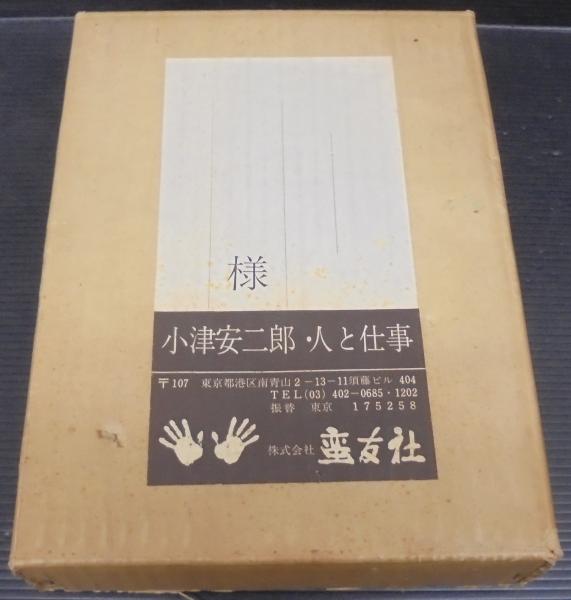 様
小津安二郎・人と仕事
〒107 東京都港区南青山2-13-11須藤ビル 404
TEL(03) 402-0685・1202
振替 東京 175258
株式会社 蛮友社